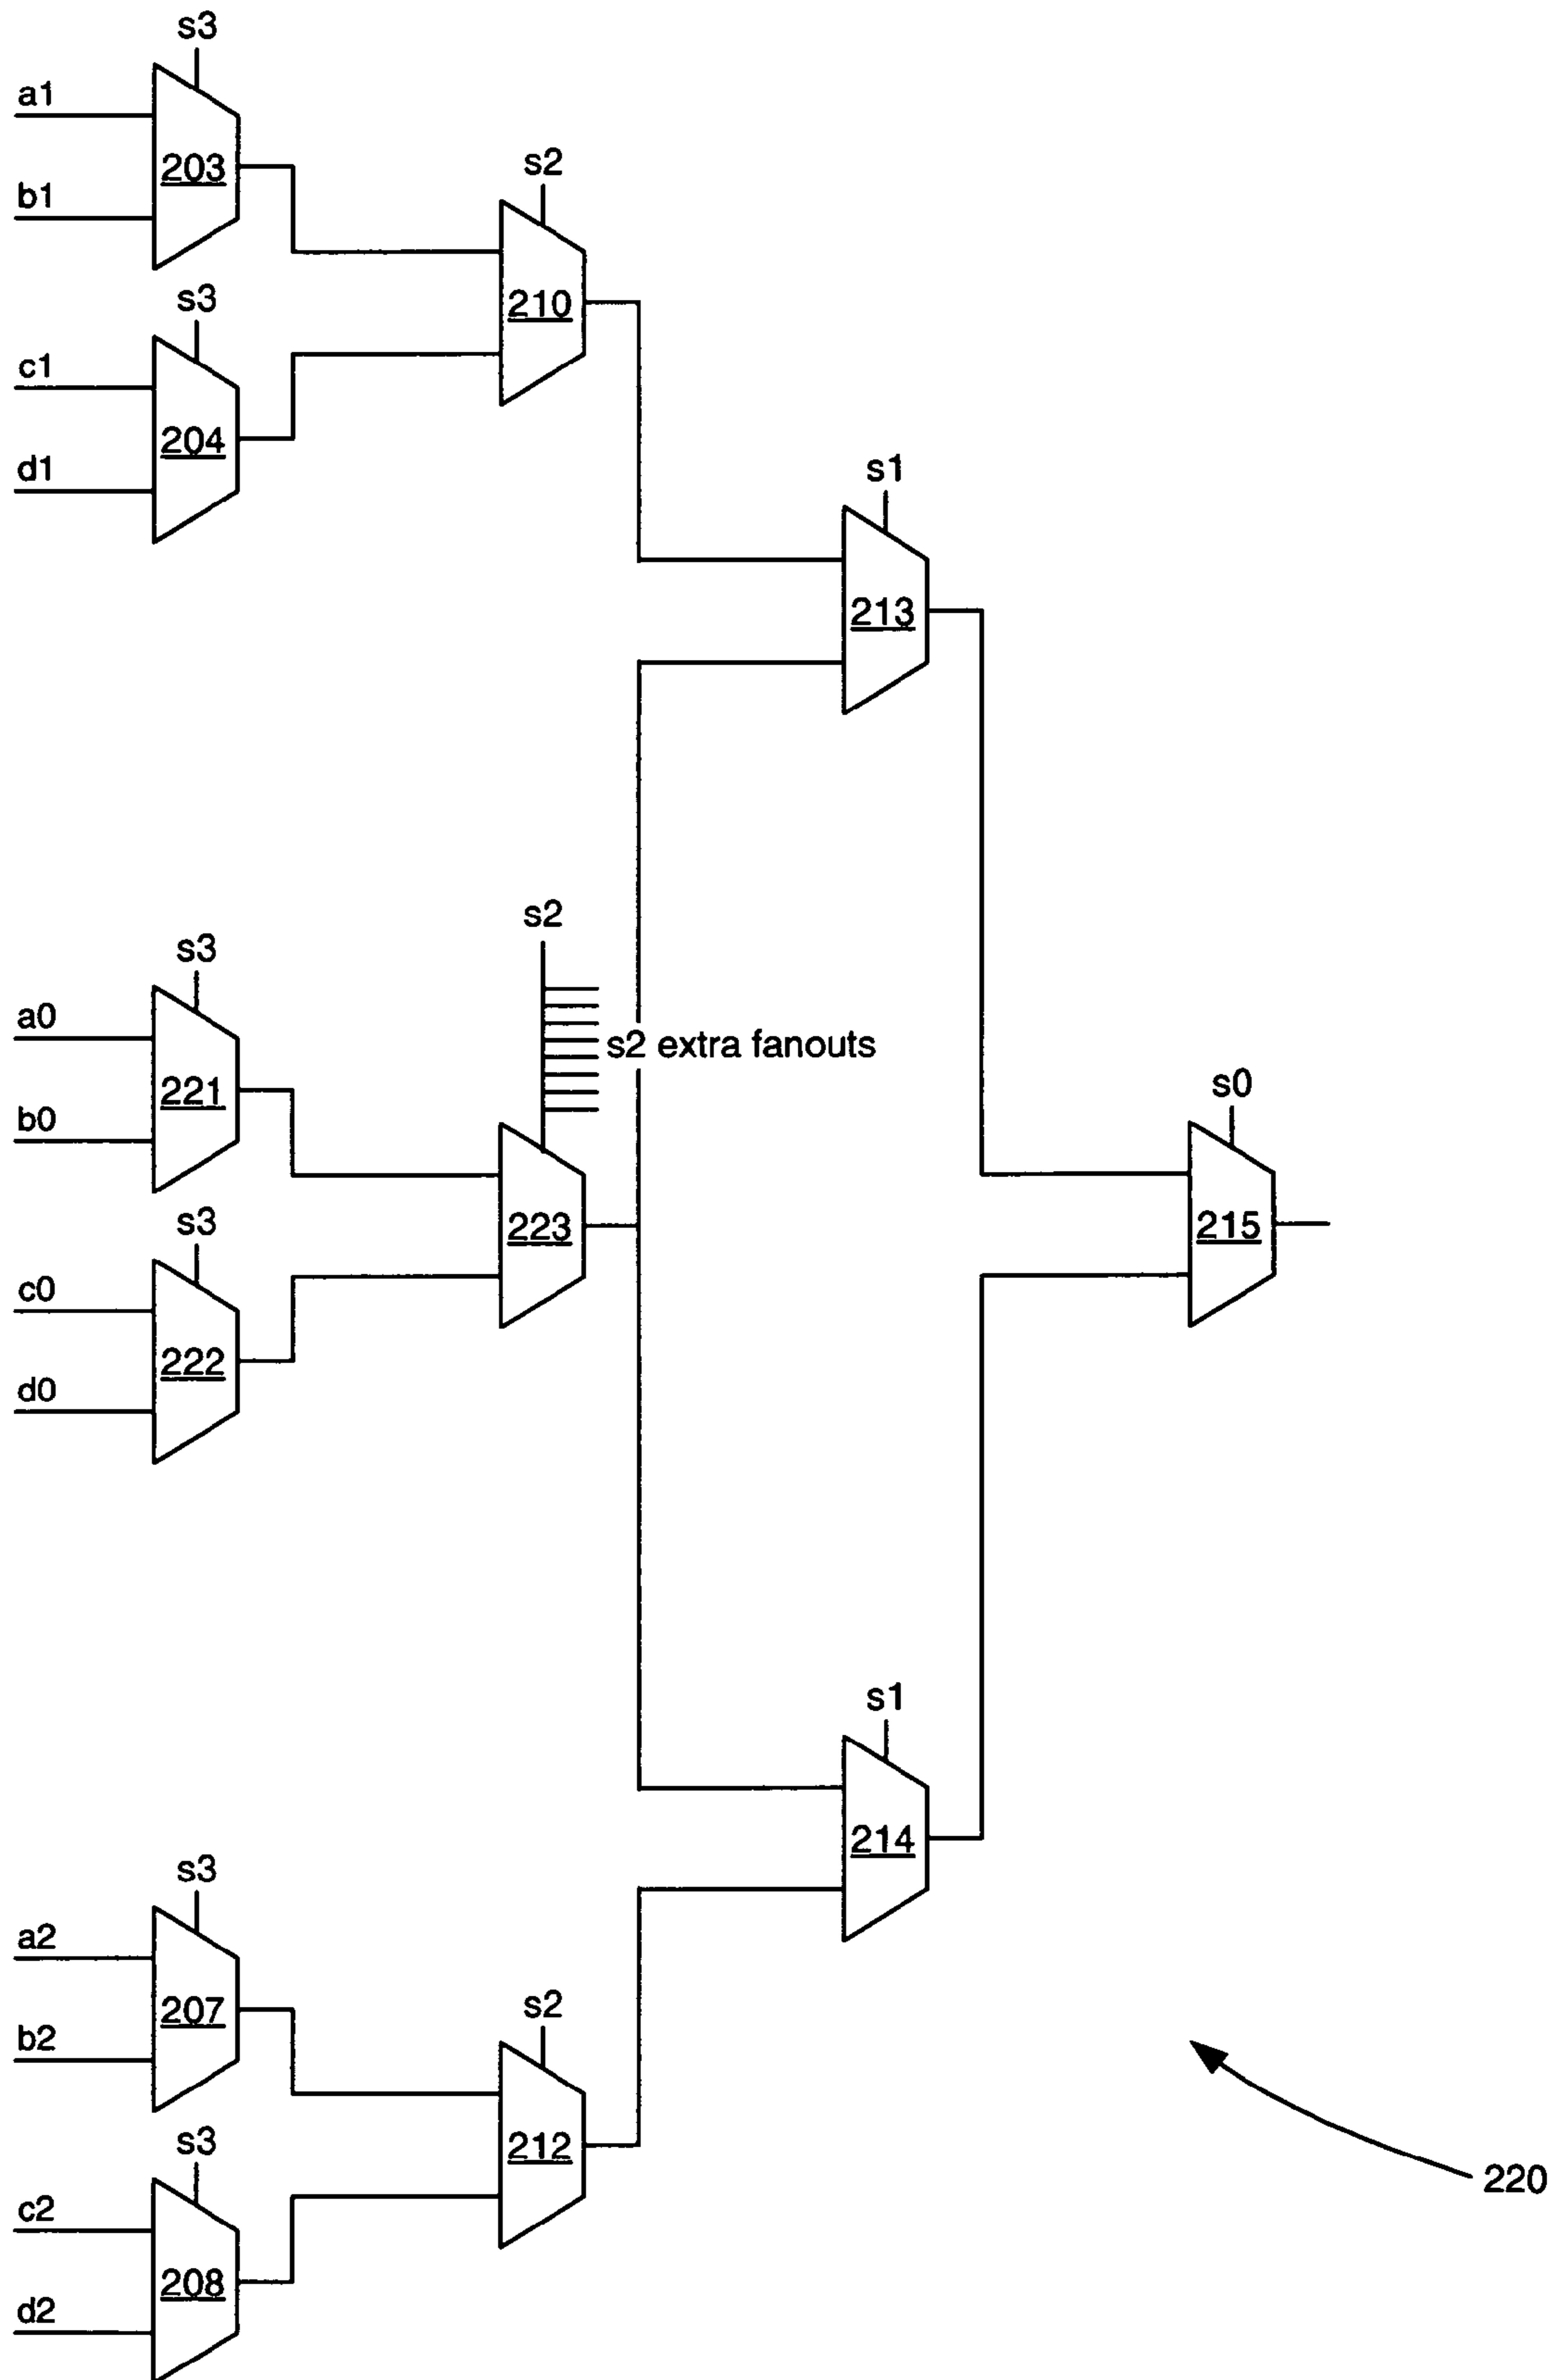 s3
a1
203
b1
s2
s3
210
c1
204
d1
s1
213
s2
s3
a0
s2 extra fanouts
221
s0
b0
s3
223
215
c0
222
d0
s1
214
s3
a2
s2
207
b2
s3
212
220
c2
208
d2